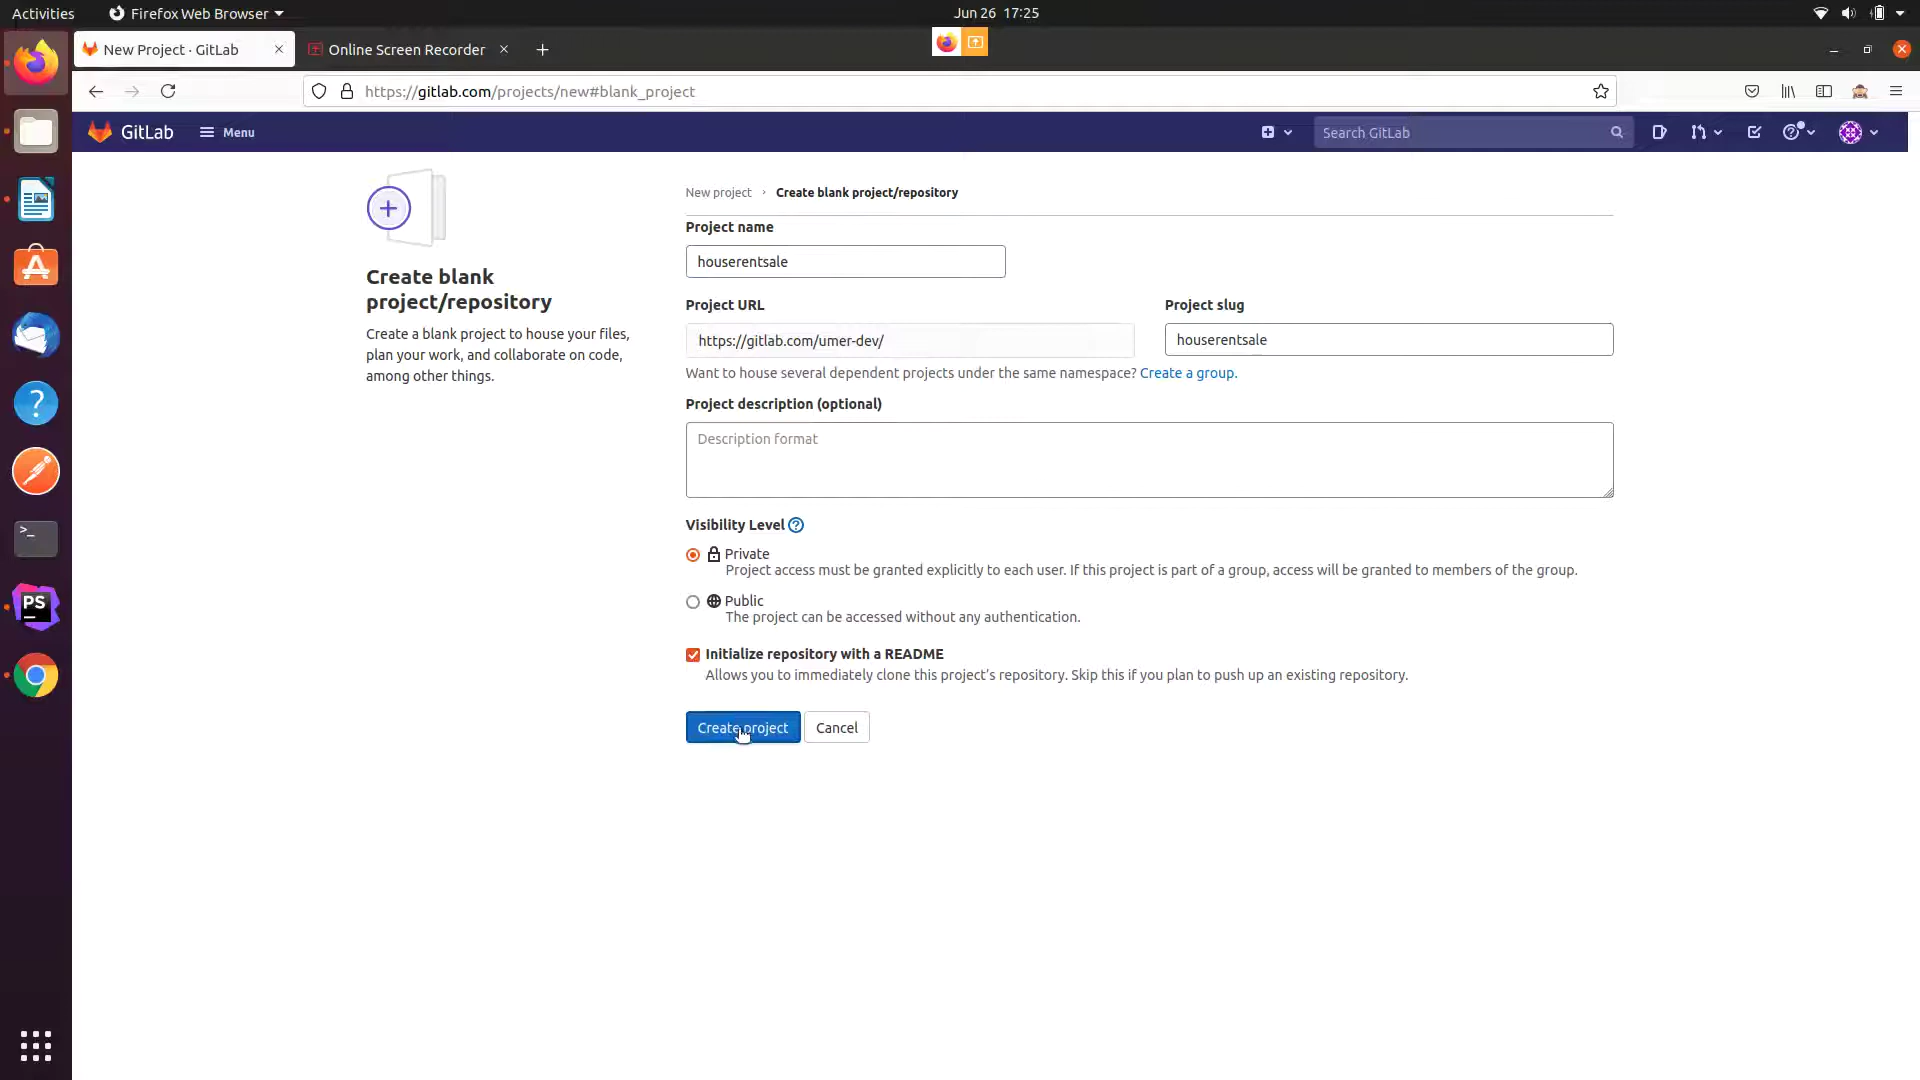 Activities
Firefox Web Browser
Jun 26 17:25
New Project · GitLab
Online Screen Recorder
https://gitlab.com/projects/new#blank_project
GitLab
Menu
Search GitLab
New project › Create blank project/repository
Project name
houserentsale
Create blank
project/repository
Create a blank project to house your files,
plan your work, and collaborate on code,
among other things.
Project URL
Project slug
https://gitlab.com/umer-dev/
houserentsale
Want to house several dependent projects under the same namespace? Create a group.
Project description (optional)
Description format
Visibility Level
Private
Project access must be granted explicitly to each user. If this project is part of a group, access will be granted to members of the group.
Public
The project can be accessed without any authentication.
Initialize repository with a README
Allows you to immediately clone this project's repository. Skip this if you plan to push up an existing repository.
Create project
Cancel
PS